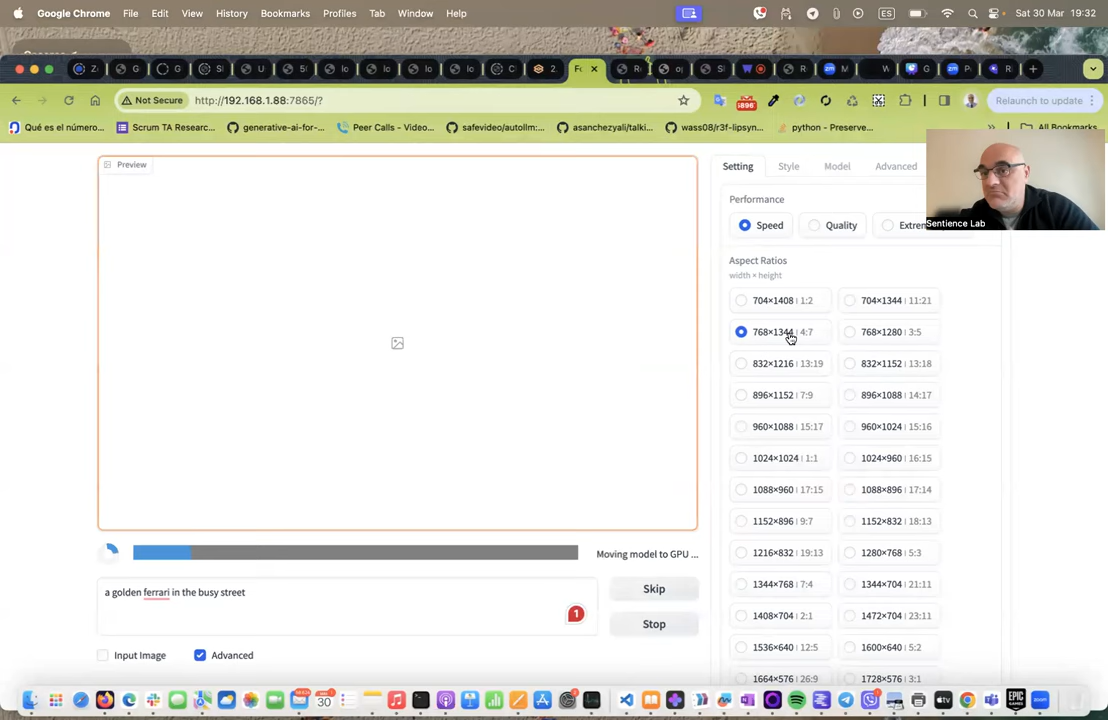 Google Chrome File Edit View History Bookmarks Profiles Tab Window Help ES Sat 30 Mar 19:32
Not Secure http://192.168.1.88:7865/? Relaunch to update
Qué es el número... Scrum TA Researc... generative-ai-for-... Peer Calls - Video... safevideo/autollm:... asanchezyali/talki... wass08/r3f-lipsyn... python - Preserve... All Bookmarks
Preview
Setting Style Model Advanced
Performance
Sentience Lab
Speed Quality
Aspect Ratios
width × height
704×1408 | 1:2 704×1344 | 11:21
768×1344 | 4:7 768×1280 | 3:5
832×1216 | 13:19 832×1152 | 13:18
896×1152 | 7:9 896×1088 | 14:17
960×1088 | 15:17 960×1024 | 15:16
1024×1024 | 1:1 1024×960 | 16:15
1088×960 | 17:15 1088×896 | 17:14
1152×896 | 9:7 1152×832 | 18:13
1216×832 | 19:13 1280×768 | 5:3
1344×768 | 7:4 1344×704 | 21:11
1408×704 | 2:1 1472×704 | 23:11
1536×640 | 12:5 1600×640 | 5:2
1664×576 | 26:9 1728×576 | 3:1
Moving model to GPU ...
a golden ferrari in the busy street
1
Skip
Stop
Input Image Advanced